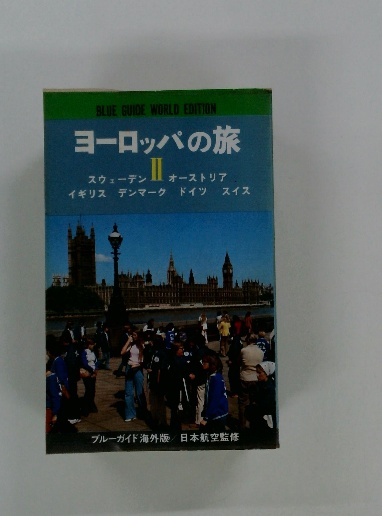 BLUE GUIDE WORLD EDITION
ヨーロッパの旅
II
スウェーデン オーストリア
イギリス デンマーク ドイツ スイス
ブルーガイド海外版/日本航空監修